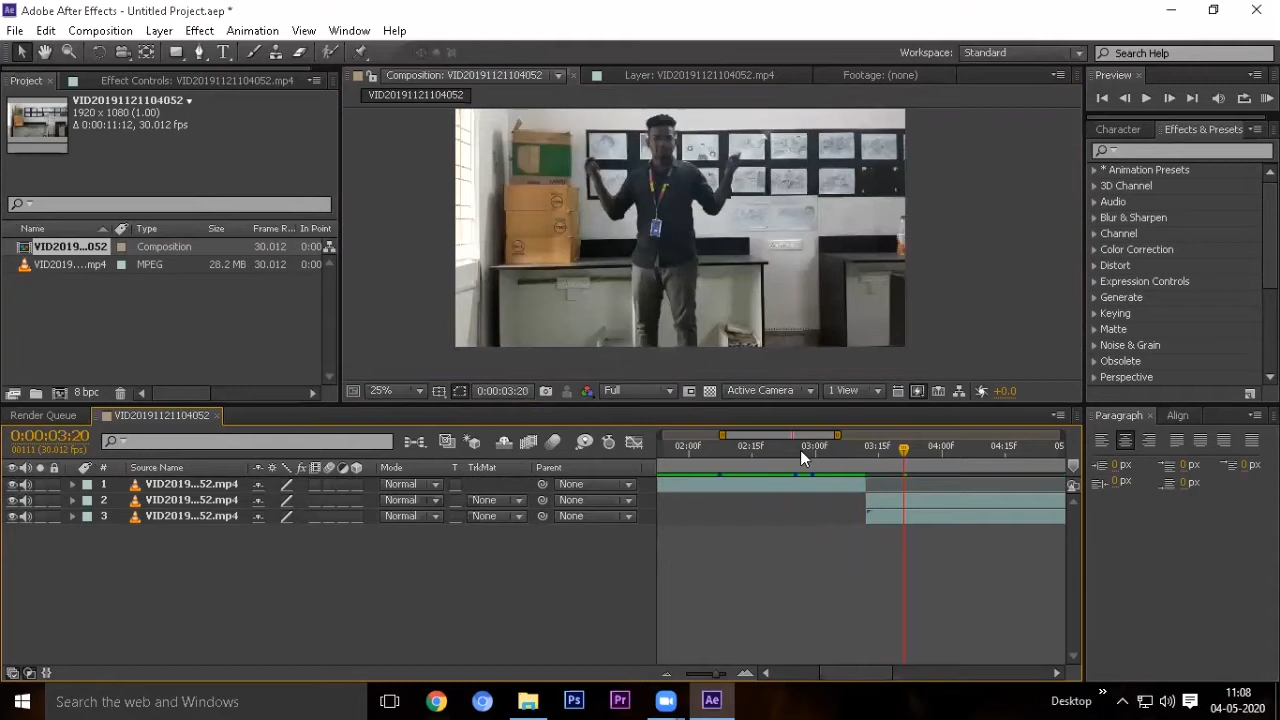 Adobe After Effects - Untitled Project.aep *
File Edit Composition Layer Effect Animation View Window Help
Workspace: Standard Search Help
Project Effect Controls: VID20191121104052.mp4
Composition: VID20191121104052 Layer: VID20191121104052.mp4 Footage: (none)
Preview
VID20191121104052
VID20191121104052
1920 x 1080 (1.00)
Δ 0:00:11:12, 30.012 fps
Character Effects & Presets
* Animation Presets
3D Channel
Audio
Blur & Sharpen
Channel
Color Correction
Distort
Expression Controls
Generate
Keying
Matte
Noise & Grain
Obsolete
Perspective
Name Type Size Frame R... In Point
VID2019...052 Composition 30.012 0:00
VID2019....mp4 MPEG 28.2 MB 30.012 0:00
8 bpc
25% 0:00:03:20 Full Active Camera 1 View +0.0
Render Queue VID20191121104052
Paragraph Align
0:00:03:20
00111 (30.012 fps)
02:00f 02:15f 03:00f 03:15f 04:00f 04:15f 05
# Source Name Mode T TrkMat Parent
1 VID2019...52.mp4 Normal None
2 VID2019...52.mp4 Normal None None
3 VID2019...52.mp4 Normal None None
0 px 0 px 0 px
0 px 0 px
Search the web and Windows
Ps Pr Ae
Desktop
11:08
04-05-2020